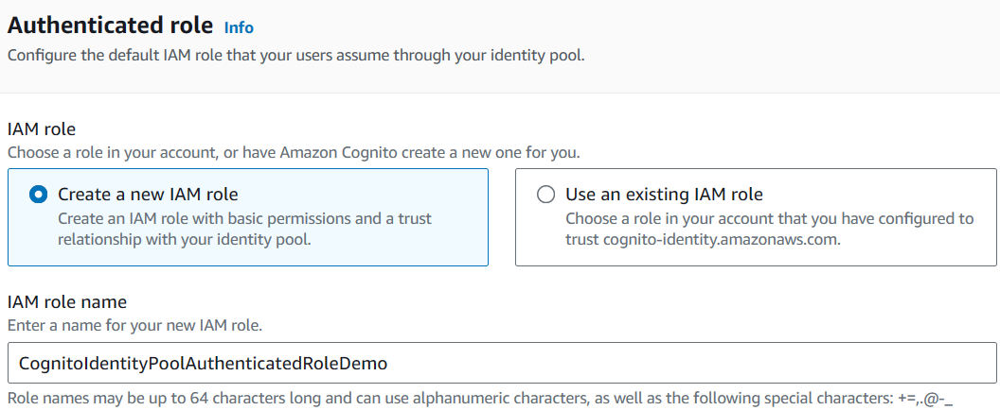 Authenticated role Info
Configure the default IAM role that your users assume through your identity pool.
IAM role
Choose a role in your account, or have Amazon Cognito create a new one for you.
Create a new IAM role
Create an IAM role with basic permissions and a trust
relationship with your identity pool.
Use an existing IAM role
Choose a role in your account that you have configured to
trust cognito-identity.amazonaws.com.
IAM role name
Enter a name for your new IAM role.
CognitoIdentityPoolAuthenticatedRoleDemo
Role names may be up to 64 characters long and can use alphanumeric characters, as well as the following special characters: +=,.@-_